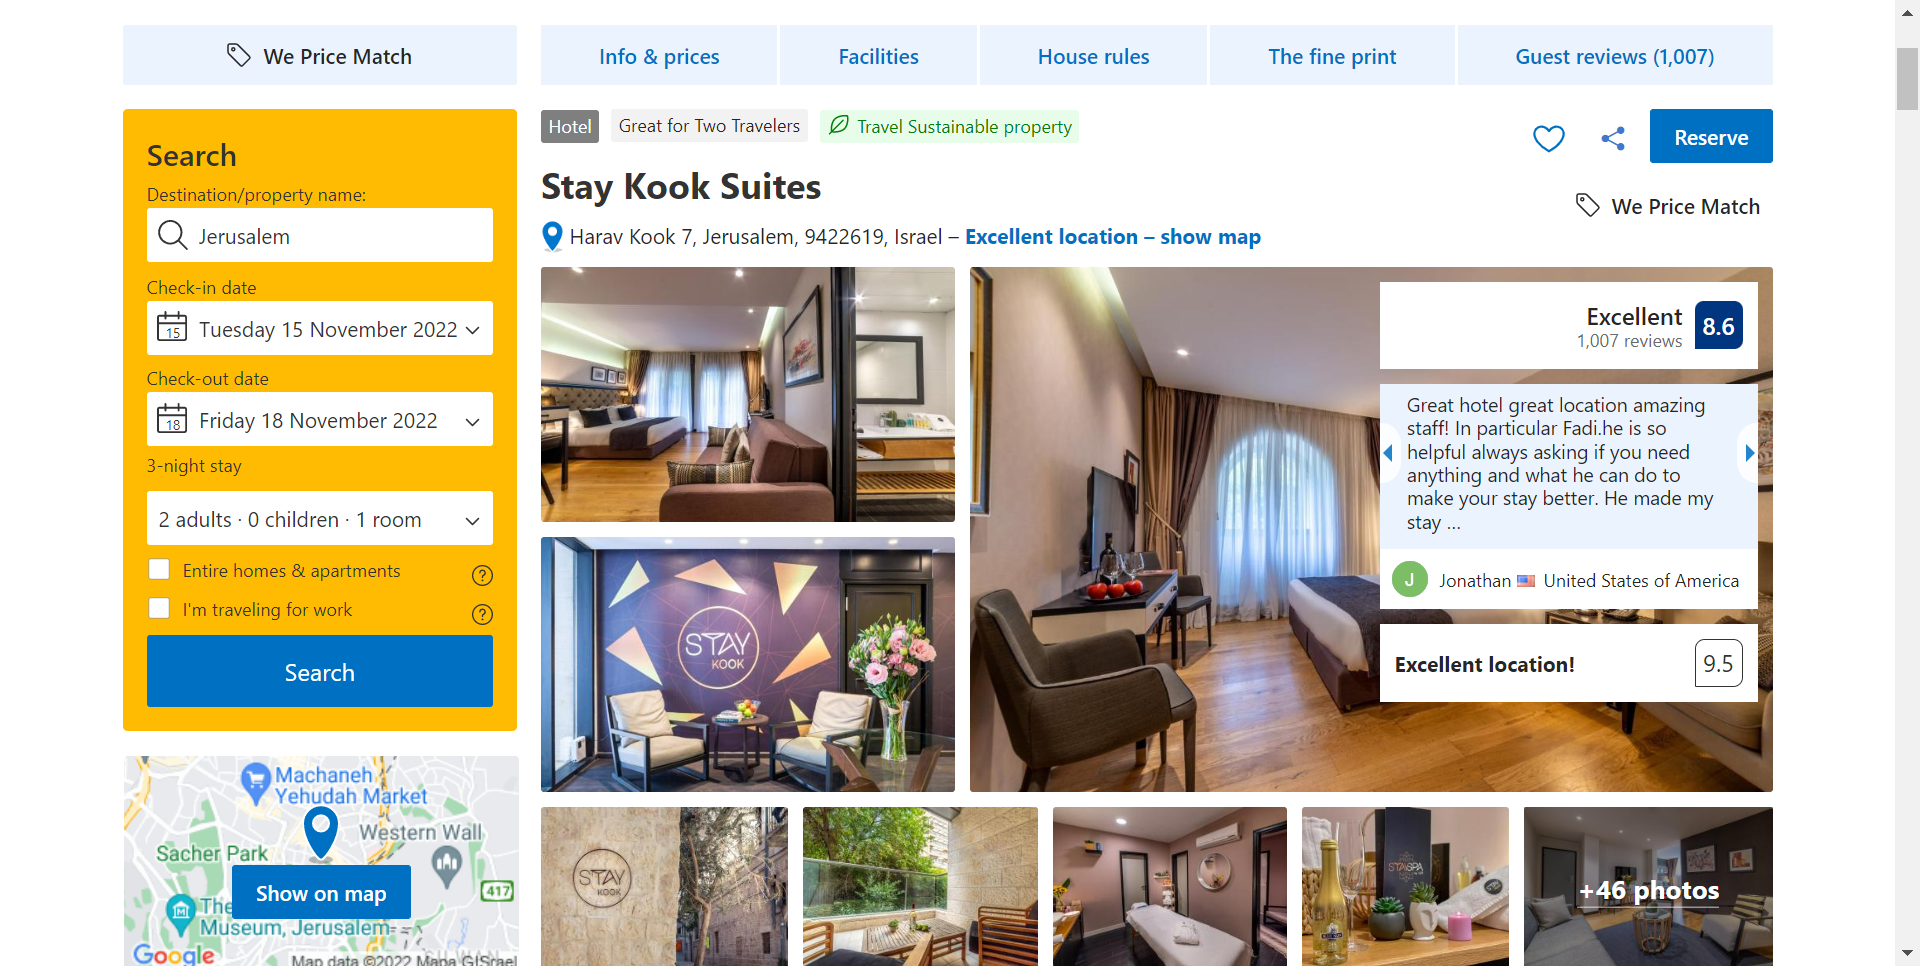 We Price Match
Info & prices
Facilities
House rules
The fine print
Guest reviews (1,007)
Search
Destination/property name:
Jerusalem
Check-in date
15
Tuesday 15 November 2022
Check-out date
18
Friday 18 November 2022
3-night stay
2 adults · 0 children · 1 room
Entire homes & apartments
?
I'm traveling for work
?
Search
Hotel
Great for Two Travelers
Travel Sustainable property
Reserve
Stay Kook Suites
We Price Match
Harav Kook 7, Jerusalem, 9422619, Israel – Excellent location – show map
STAY
KOOK
Excellent
1,007 reviews
8.6
Great hotel great location amazing
staff! In particular Fadi.he is so
helpful always asking if you need
anything and what he can do to
make your stay better. He made my
stay ...
J
Jonathan
United States of America
Excellent location!
9.5
Machaneh
Yehudah Market
Western Wall
Sacher Park
417
Show on map
The
Museum, Jerusalem
Google
Map data ©2022 Mapa GISrael
STAY
KOOK
STAYSPA
+46 photos